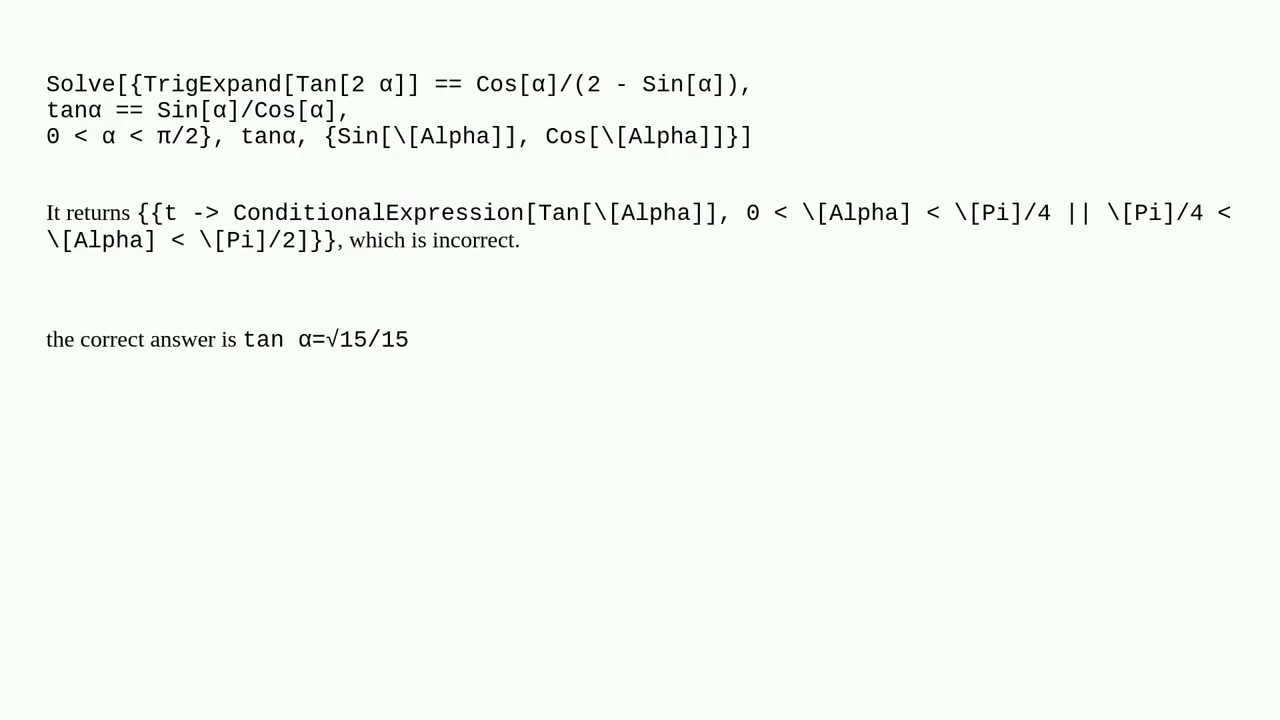 Solve[{TrigExpand[Tan[2 α]] == Cos[α]/(2 - Sin[α]),
tanα == Sin[α]/Cos[α],
0 < α < π/2}, tanα, {Sin[\[Alpha]], Cos[\[Alpha]]}]
It returns {{t -> ConditionalExpression[Tan[\[Alpha]], 0 < \[Alpha] < \[Pi]/4 || \[Pi]/4 <
\[Alpha] < \[Pi]/2]}}, which is incorrect.
the correct answer is tan α=√15/15